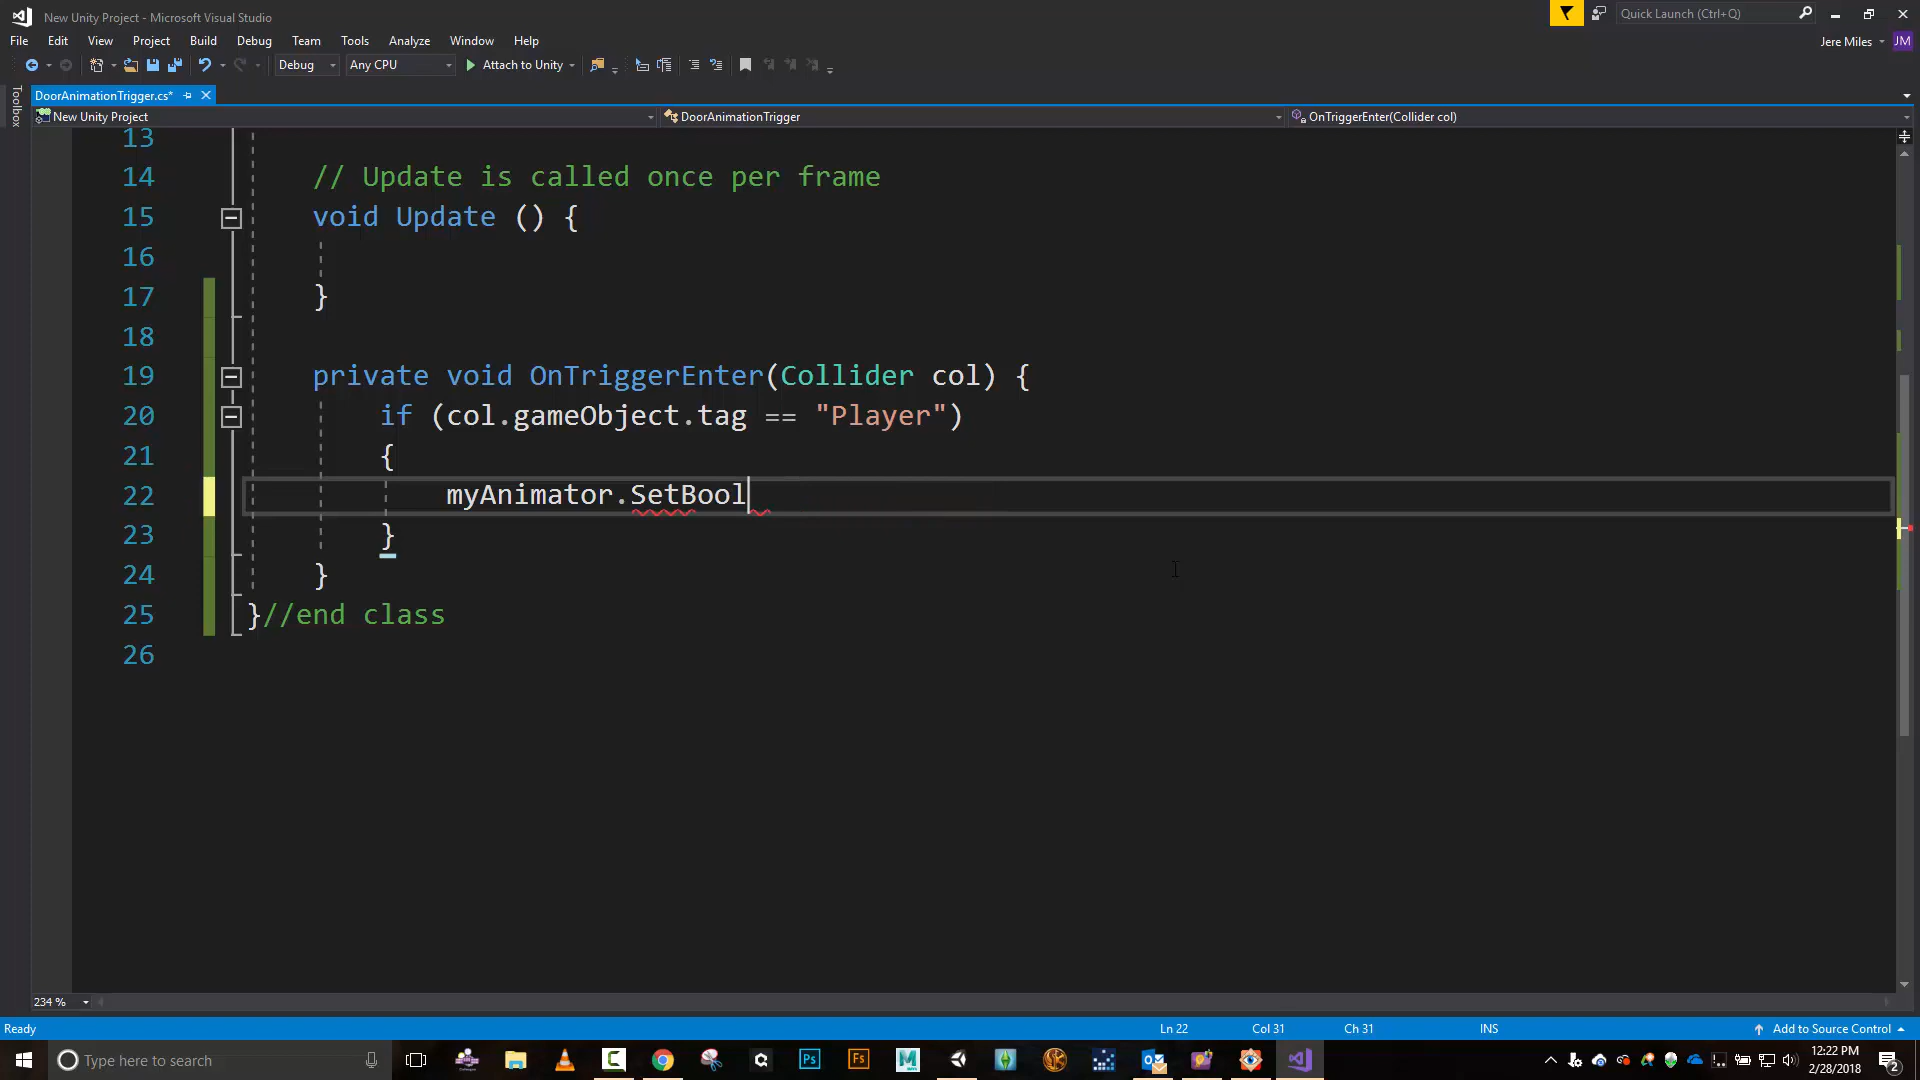 New Unity Project - Microsoft Visual Studio
Quick Launch (Ctrl+Q)
File Edit View Project Build Debug Team Tools Analyze Window Help
Jere Miles JM
Debug Any CPU Attach to Unity
Toolbox
DoorAnimationTrigger.cs*
New Unity Project DoorAnimationTrigger OnTriggerEnter(Collider col)
13
14 // Update is called once per frame
15 void Update () {
16
17 }
18
19 private void OnTriggerEnter(Collider col) {
20 if (col.gameObject.tag == "Player")
21 {
22 myAnimator.SetBool
23 }
24 }
25 }//end class
26
234 %
Ready Ln 22 Col 31 Ch 31 INS Add to Source Control
Type here to search
Ps
Fs
M
12:22 PM
2/28/2018
2